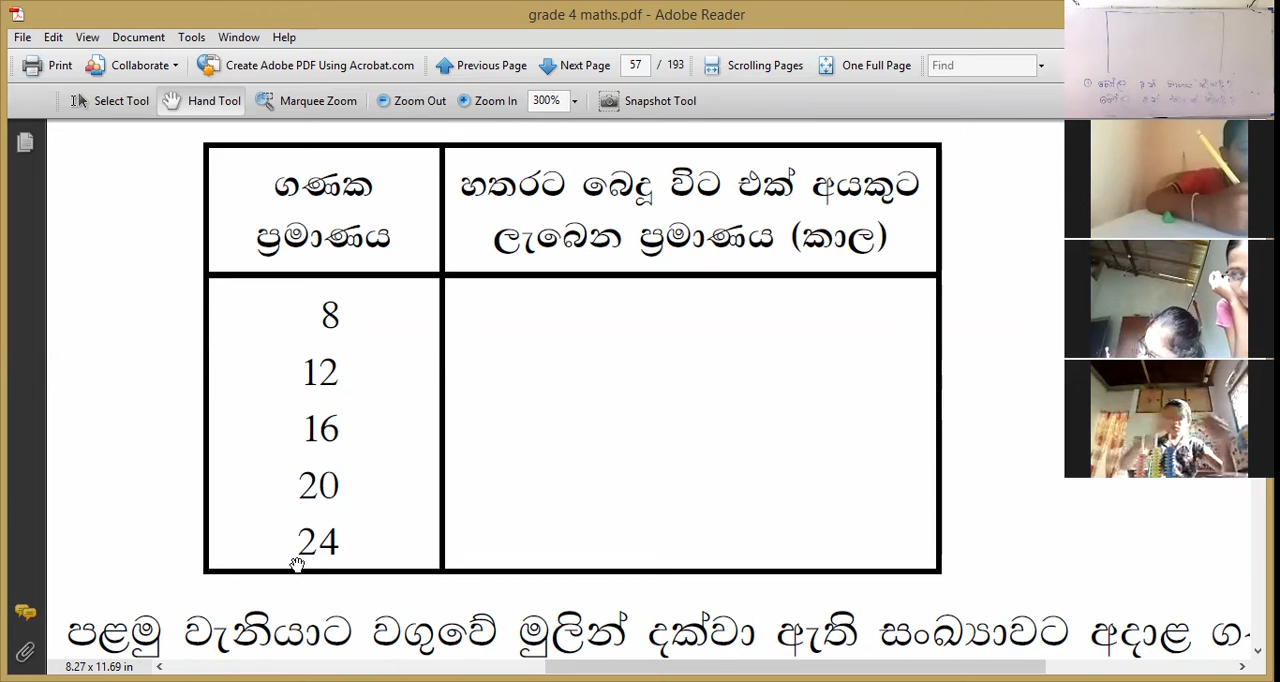 grade 4 maths.pdf - Adobe Reader
File Edit View Document Tools Window Help
Print Collaborate Create Adobe PDF Using Acrobat.com Previous Page Next Page 57 / 193 Scrolling Pages One Full Page Find
Select Tool Hand Tool Marquee Zoom Zoom Out Zoom In 300% Snapshot Tool
ගණක
ප්‍රමාණය
හතරට බෙදූ විට එක් අයකුට
ලැබෙන ප්‍රමාණය (කාල)
8
12
16
20
24
පළමු වැනියාට වගුවේ මුලින් දක්වා ඇති සංඛ්‍යාවට අදාළ
8.27 x 11.69 in